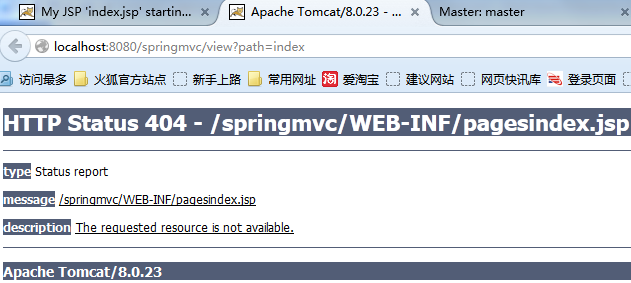 My JSP 'index.jsp' startin...
Apache Tomcat/8.0.23 - ...
Master: master
localhost:8080/springmvc/view?path=index
访问最多 火狐官方站点 新手上路 常用网址 淘 爱淘宝 建议网站 网页快讯库 登录页面
HTTP Status 404 - /springmvc/WEB-INF/pagesindex.jsp
type Status report
message /springmvc/WEB-INF/pagesindex.jsp
description The requested resource is not available.
Apache Tomcat/8.0.23